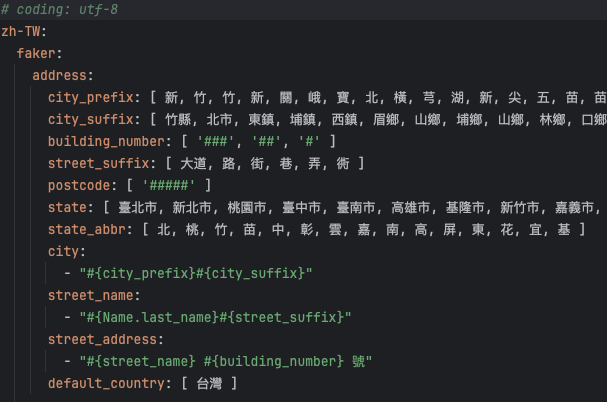 # coding: utf-8
zh-TW:
  faker:
    address:
      city_prefix: [ 新, 竹, 竹, 新, 關, 峨, 寶, 北, 橫, 芎, 湖, 新, 尖, 五, 苗, 苗
      city_suffix: [ 竹縣, 北市, 東鎮, 埔鎮, 西鎮, 眉鄉, 山鄉, 埔鄉, 山鄉, 林鄉, 口鄉
      building_number: [ '###', '##', '#' ]
      street_suffix: [ 大道, 路, 街, 巷, 弄, 衖 ]
      postcode: [ '#####' ]
      state: [ 臺北市, 新北市, 桃園市, 臺中市, 臺南市, 高雄市, 基隆市, 新竹市, 嘉義市,
      state_abbr: [ 北, 桃, 竹, 苗, 中, 彰, 雲, 嘉, 南, 高, 屏, 東, 花, 宜, 基 ]
      city:
        - "#{city_prefix}#{city_suffix}"
      street_name:
        - "#{Name.last_name}#{street_suffix}"
      street_address:
        - "#{street_name} #{building_number} 號"
      default_country: [ 台灣 ]